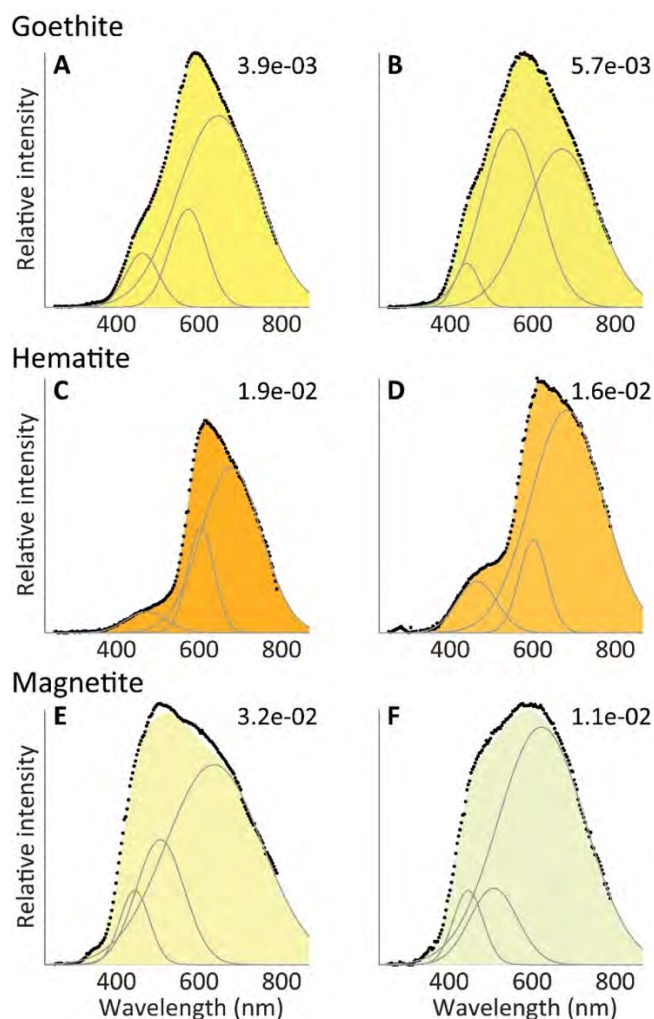 Goethite
A 3.9e-03
B 5.7e-03
Relative intensity
400 600 800
400 600 800
Hematite
C 1.9e-02
D 1.6e-02
Relative intensity
400 600 800
400 600 800
Magnetite
E 3.2e-02
F 1.1e-02
Relative intensity
400 600 800
Wavelength (nm)
400 600 800
Wavelength (nm)